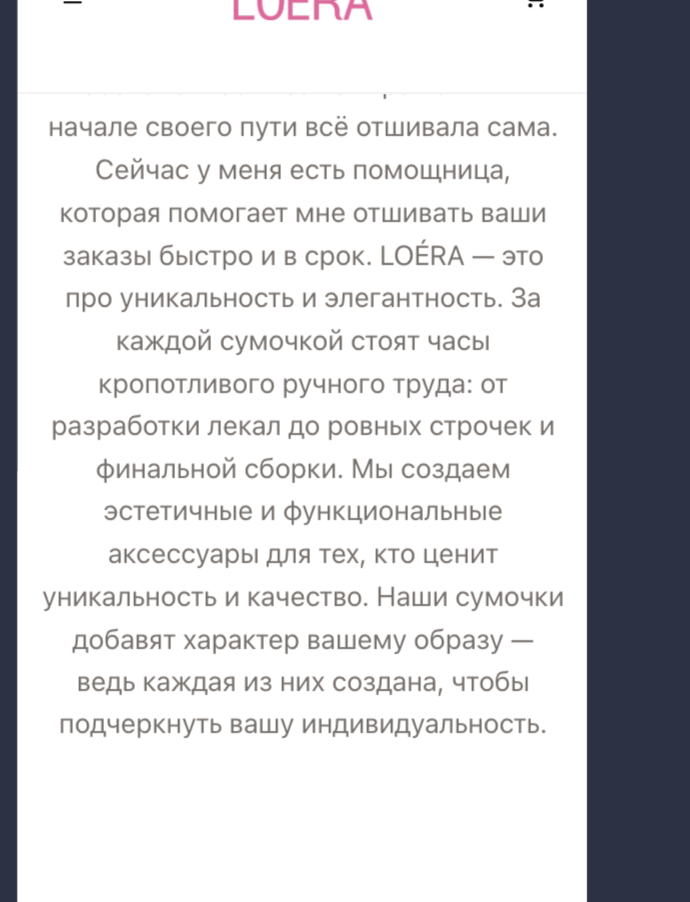 LOERA
начале своего пути всё отшивала сама.
Сейчас у меня есть помощница,
которая помогает мне отшивать ваши
заказы быстро и в срок. LOÉRA — это
про уникальность и элегантность. За
каждой сумочкой стоят часы
кропотливого ручного труда: от
разработки лекал до ровных строчек и
финальной сборки. Мы создаем
эстетичные и функциональные
аксессуары для тех, кто ценит
уникальность и качество. Наши сумочки
добавят характер вашему образу —
ведь каждая из них создана, чтобы
подчеркнуть вашу индивидуальность.